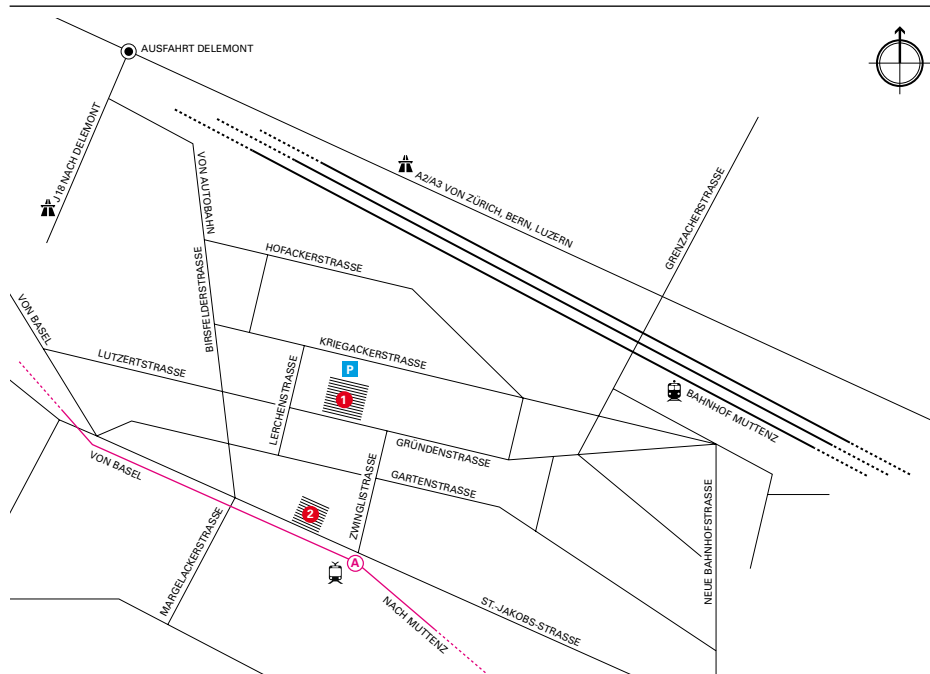 AUSFAHRT DELEMONT
J18 NACH DELEMONT
VON AUTOBAHN
A2/A3 VON ZÜRICH, BERN, LUZERN
GRENZACHERSTRASSE
HOFACKERSTRASSE
BIRSFELDERSTRASSE
VON BASEL
KRIEGACKERSTRASSE
LUTZERTSTRASSE
LERCHENSTRASSE
P
1
BAHNHOF MUTTENZ
GRÜNDENSTRASSE
VON BASEL
GARTENSTRASSE
ZWINGLISTRASSE
2
NEUE BAHNHOFSTRASSE
MARGELACKERSTRASSE
A
NACH MUTTENZ
ST.-JAKOBS-STRASSE